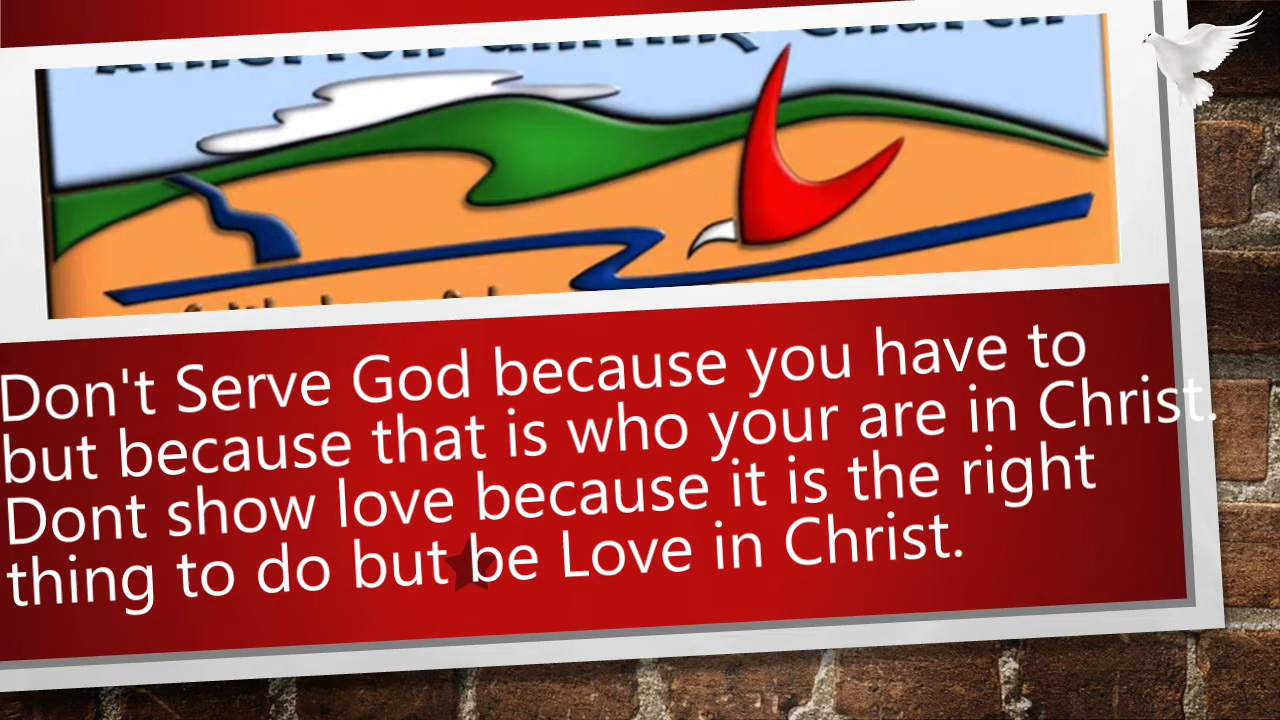 Church
Don't Serve God because you have to
but because that is who your are in Christ.
Dont show love because it is the right
thing to do but be Love in Christ.